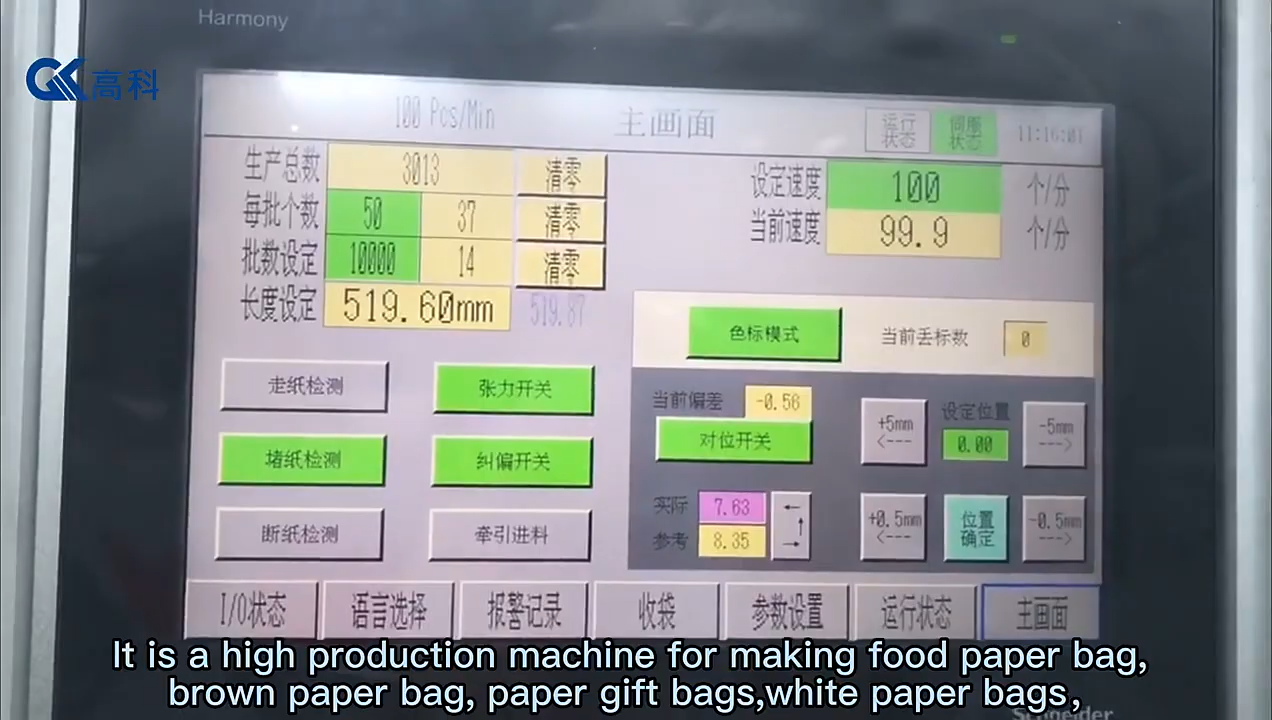 Harmony
GK高科
100 Pcs/Min 主画面 运行状态 伺服状态 11:16:01
生产总数 3013 清零
每批个数 50 37 清零
批数设定 10000 14 清零
长度设定 519.60mm 519.87
设定速度 100 个/分
当前速度 99.9 个/分
色标模式 当前丢标数 0
走纸检测 张力开关
堵纸检测 纠偏开关
断纸检测 牵引进料
当前偏差 -0.56
对位开关
+5mm
<---
设定位置
0.00
-5mm
--->
实际 7.63
参考 8.35
←
↑
→
+0.5mm
<---
位置
确定
-0.5mm
--->
I/O状态 语言选择 报警记录 收袋 参数设置 运行状态 主画面
It is a high production machine for making food paper bag,
brown paper bag, paper gift bags,white paper bags,
Schneider